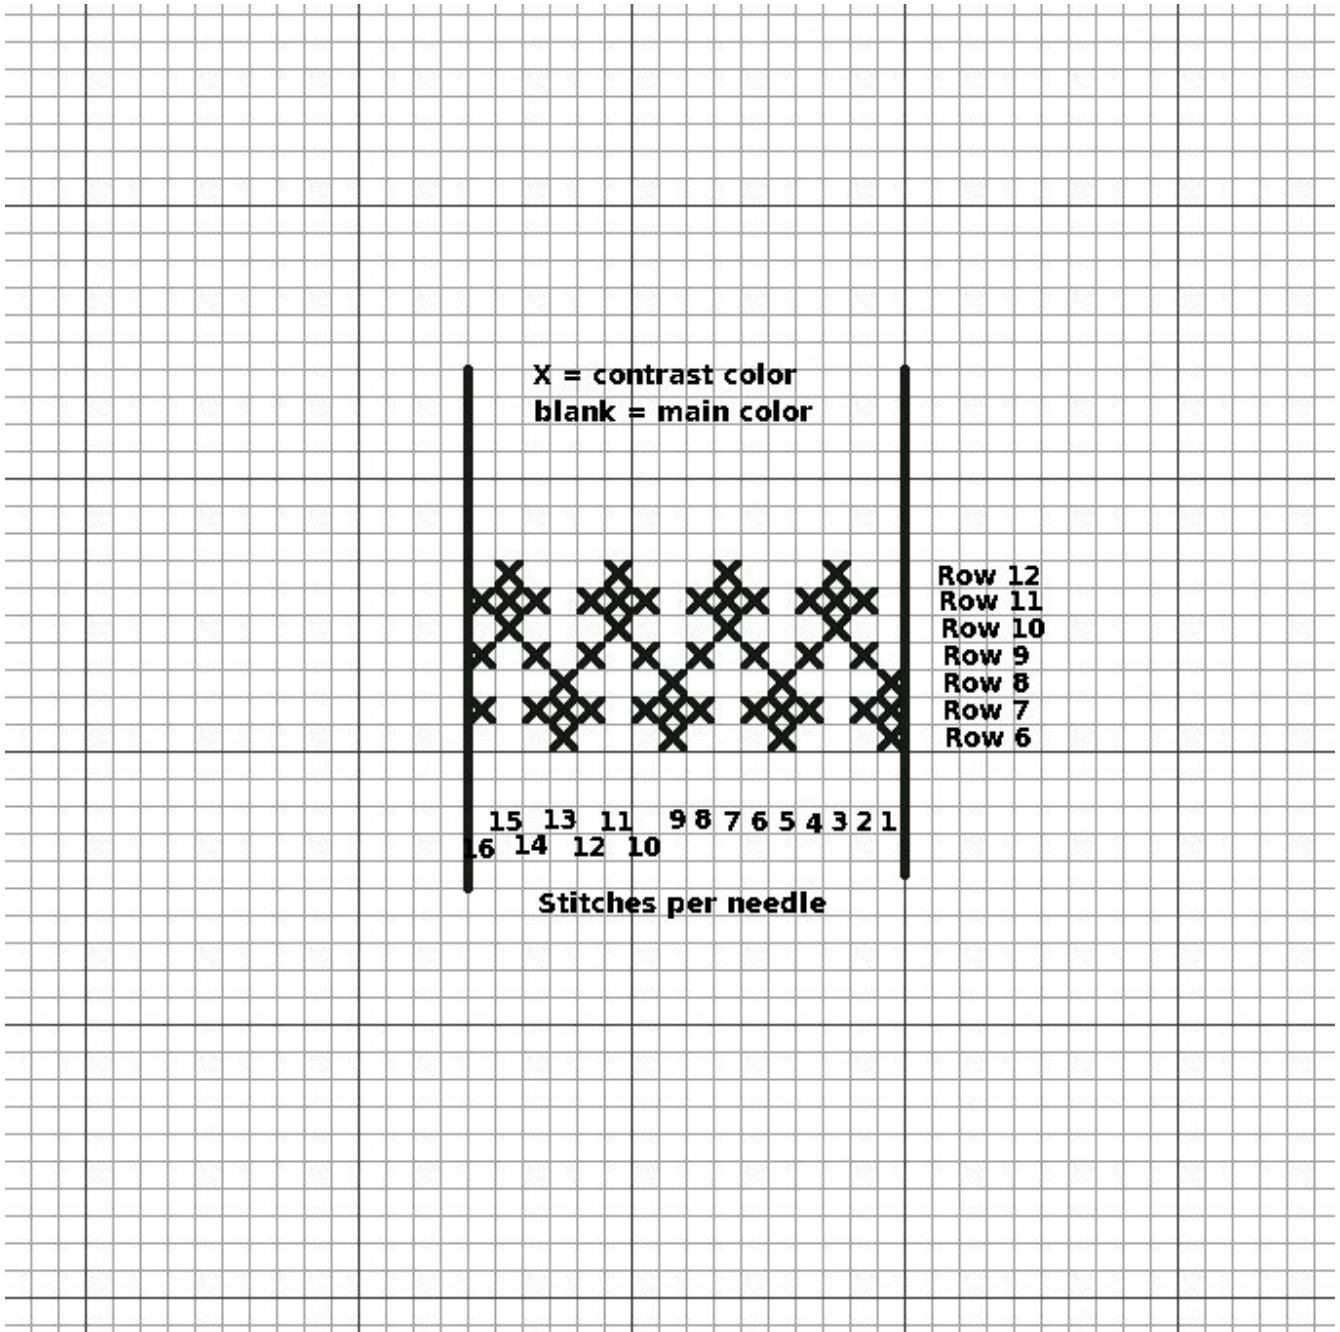 X = contrast color
blank = main color
Row 12
Row 11
Row 10
Row 9
Row 8
Row 7
Row 6
15 13 11 9 8 7 6 5 4 3 2 1
16 14 12 10
Stitches per needle